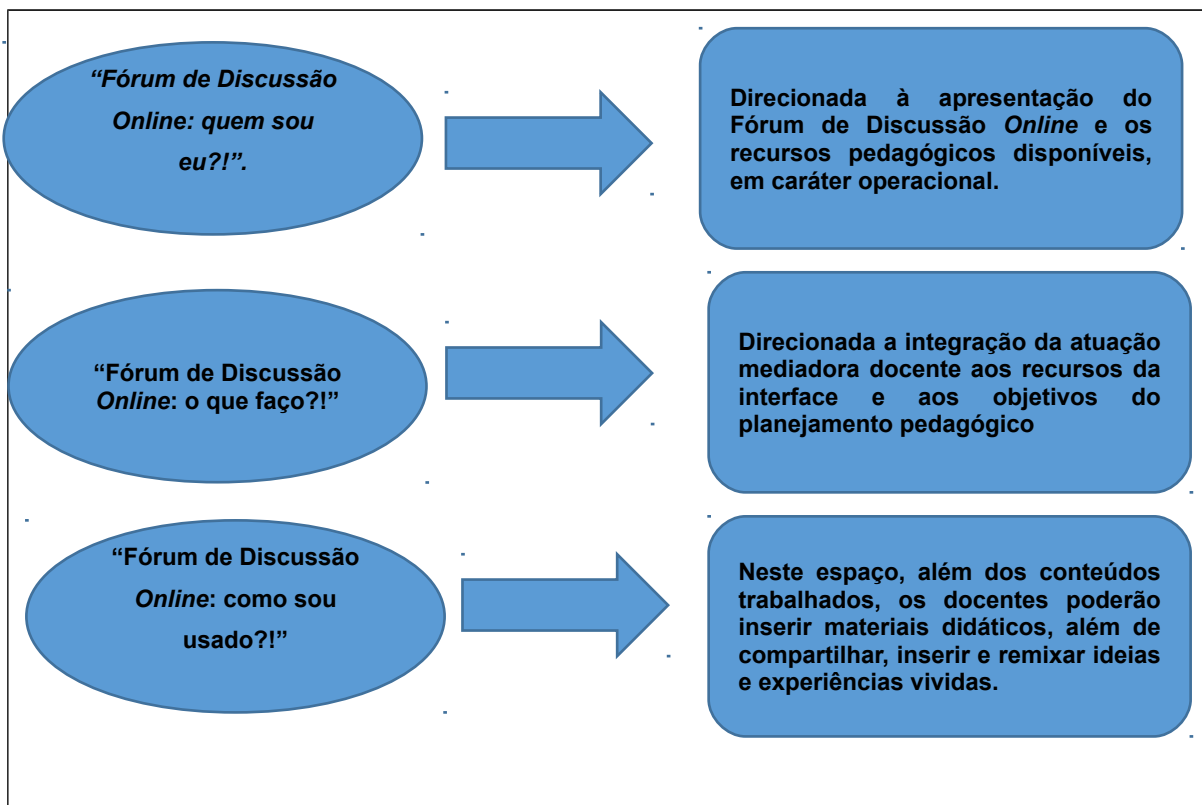 “Fórum de Discussão
Online: quem sou
eu?!”.
Direcionada à apresentação do
Fórum de Discussão Online e os
recursos pedagógicos disponíveis,
em caráter operacional.
“Fórum de Discussão
Online: o que faço?!”
Direcionada a integração da atuação
mediadora docente aos recursos da
interface e aos objetivos do
planejamento pedagógico
“Fórum de Discussão
Online: como sou
usado?!”
Neste espaço, além dos conteúdos
trabalhados, os docentes poderão
inserir materiais didáticos, além de
compartilhar, inserir e remixar ideias
e experiências vividas.